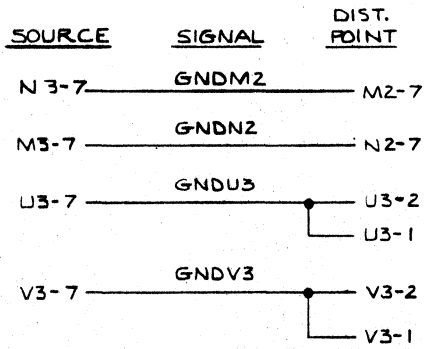 DIST.
SOURCE SIGNAL POINT
N3-7 GNDM2 M2-7
M3-7 GNDN2 N2-7
U3-7 GNDU3 U3-2
U3-1
V3-7 GNDV3 V3-2
V3-1